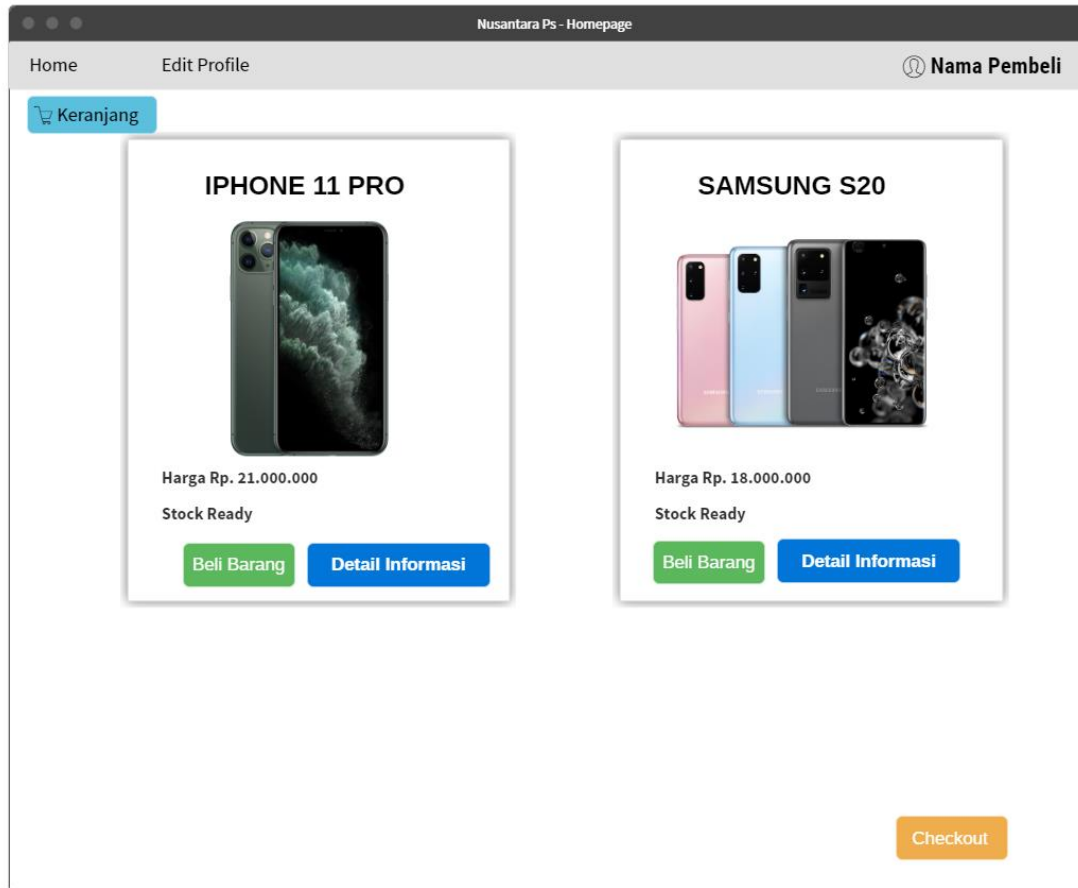 Nusantara Ps - Homepage
Home
Edit Profile
Nama Pembeli
Keranjang
IPHONE 11 PRO
Harga Rp. 21.000.000
Stock Ready
Beli Barang
Detail Informasi
SAMSUNG S20
Harga Rp. 18.000.000
Stock Ready
Beli Barang
Detail Informasi
Checkout